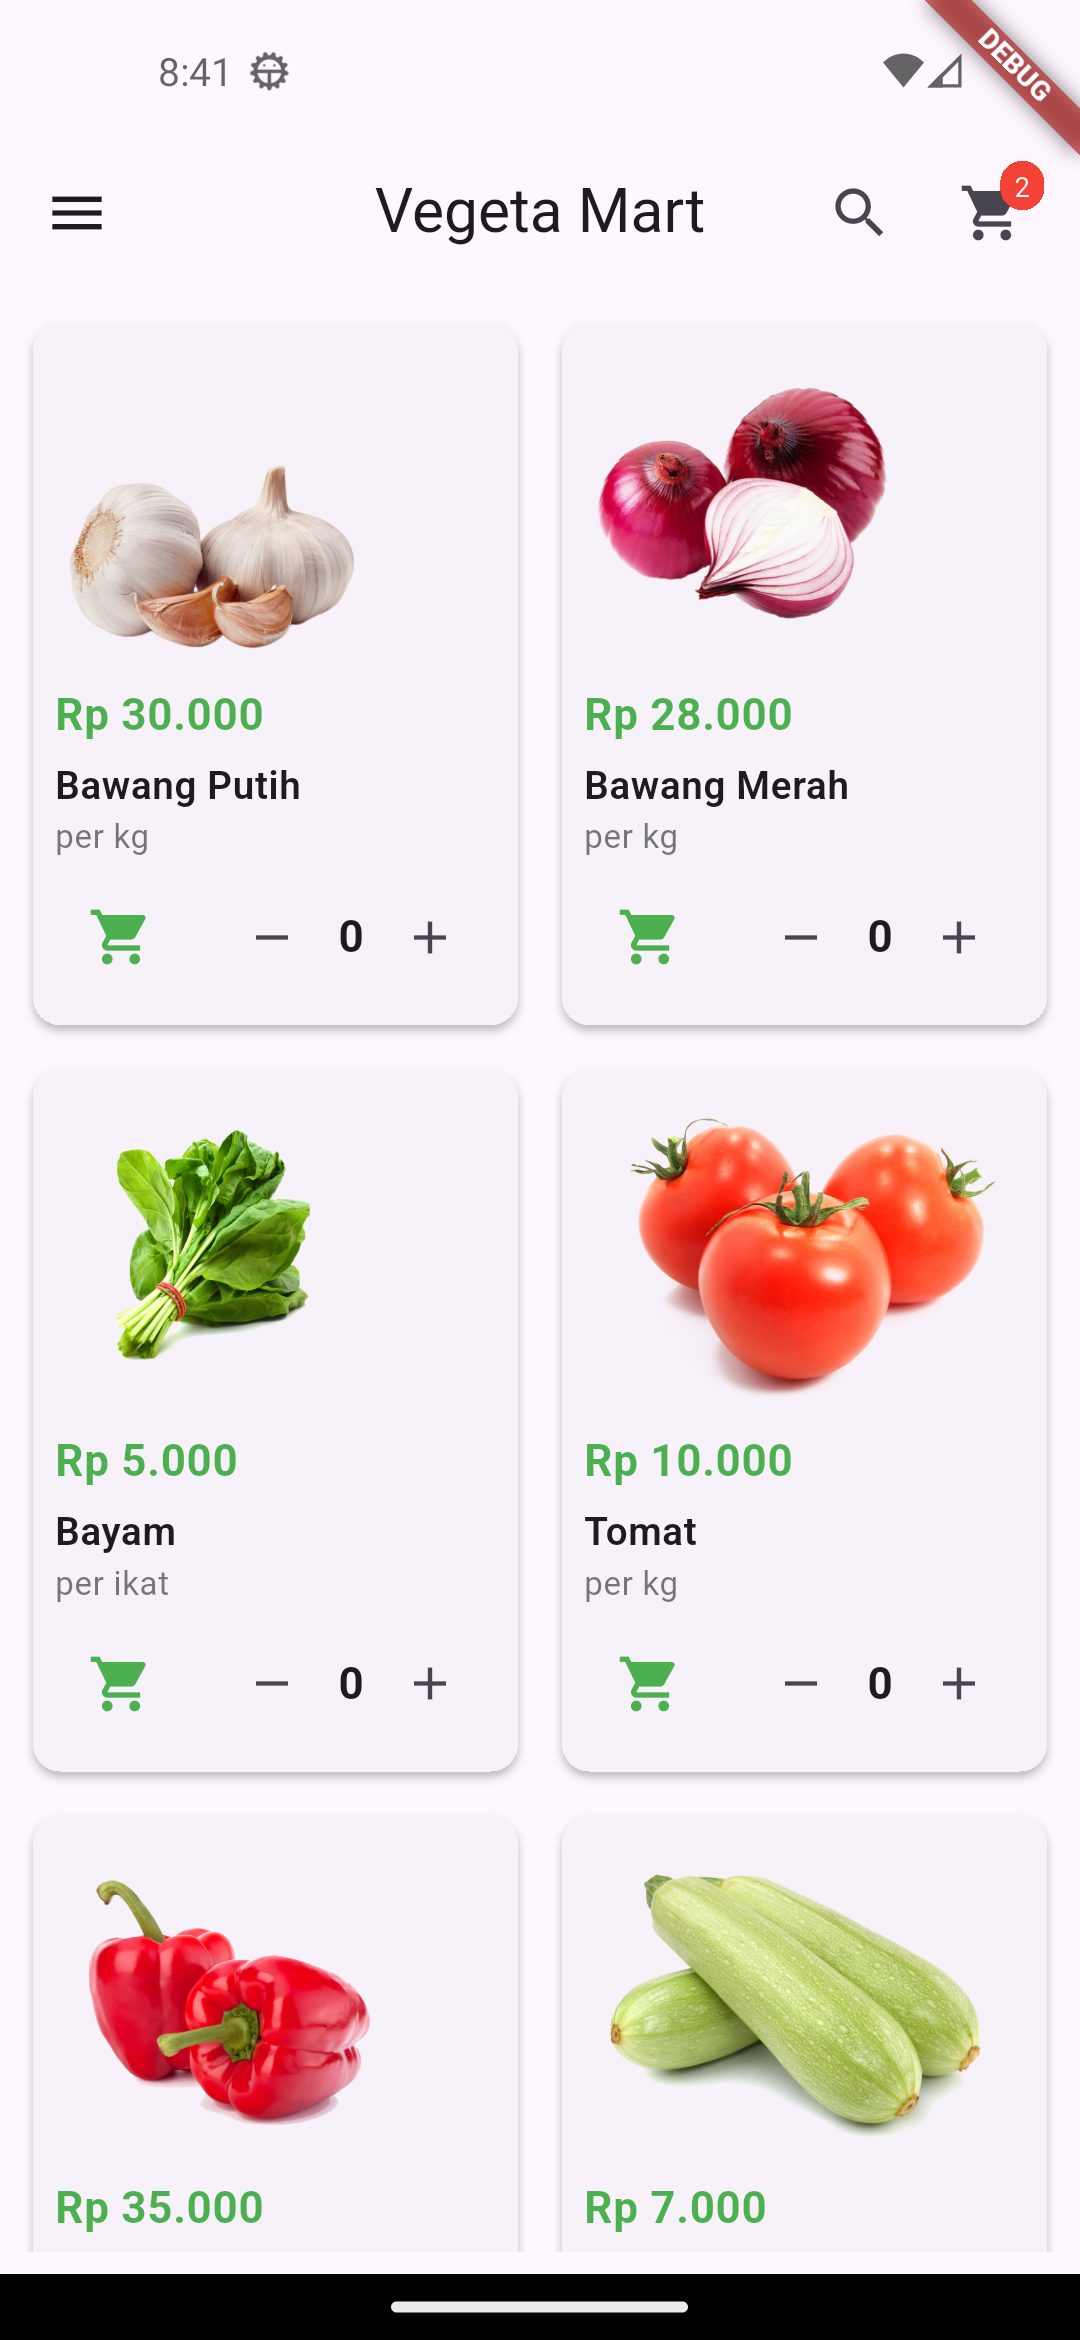 8:41
DEBUG
Vegeta Mart
2
Rp 30.000
Bawang Putih
per kg
0
Rp 28.000
Bawang Merah
per kg
0
Rp 5.000
Bayam
per ikat
0
Rp 10.000
Tomat
per kg
0
Rp 35.000
Rp 7.000